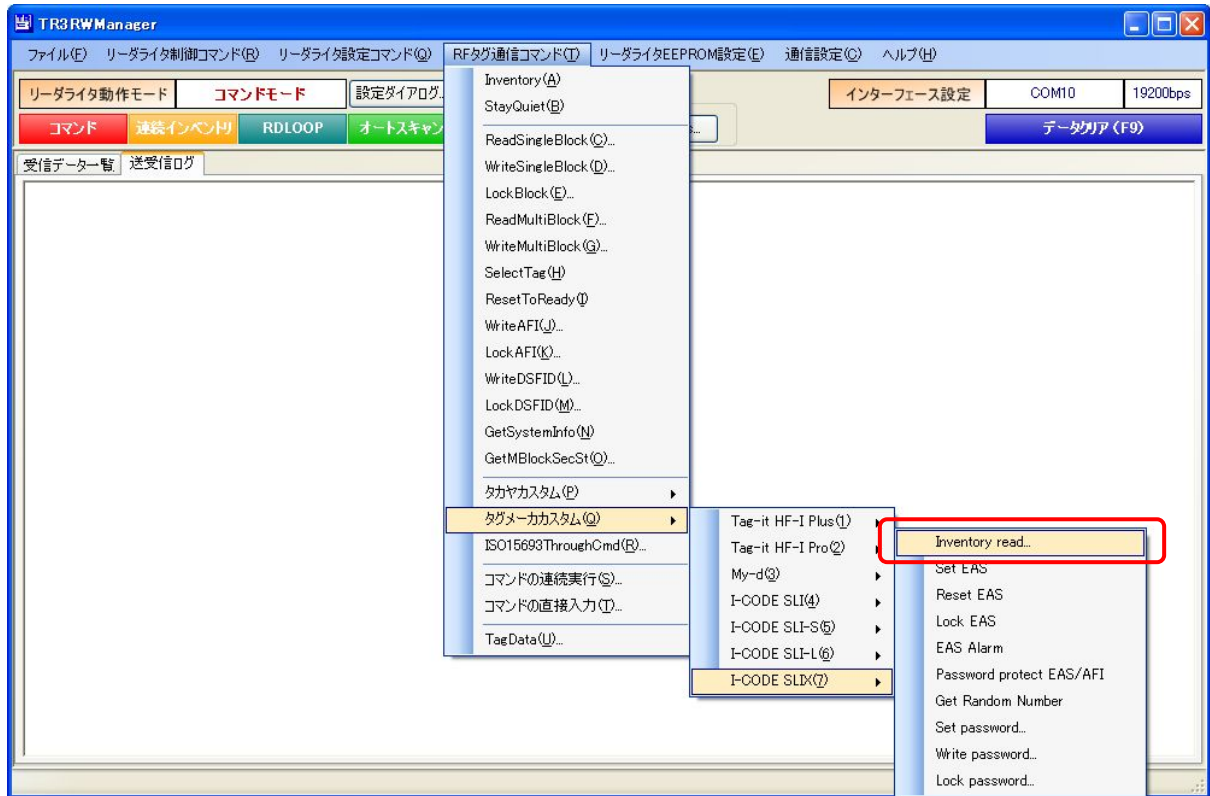 TR3RWManager
ファイル(F) リーダライタ制御コマンド(R) リーダライタ設定コマンド(Q) RFタグ通信コマンド(T) リーダライタEEPROM設定(E) 通信設定(C) ヘルプ(H)
リーダライタ動作モード コマンドモード 設定ダイアログ インターフェース設定 COM10 19200bps
コマンド 連続インベントリ RDLOOP オートスキャン データクリア (F9)
受信データ一覧 送受信ログ
Inventory(A)
StayQuiet(B)
ReadSingleBlock(C)...
WriteSingleBlock(D)...
LockBlock(E)...
ReadMultiBlock(F)...
WriteMultiBlock(G)...
SelectTag(H)
ResetToReady(I)
WriteAFI(J)...
LockAFI(K)...
WriteDSFID(L)...
LockDSFID(M)...
GetSystemInfo(N)
GetMBlockSecSt(O)...
タカヤカスタム(P)
タグメーカカスタム(Q)
ISO15693ThroughCmd(R)...
コマンドの連続実行(S)...
コマンドの直接入力(T)...
TagData(U)...
Tag-it HF-I Plus(1)
Tag-it HF-I Pro(2)
My-d(3)
I-CODE SLI(4)
I-CODE SLI-S(5)
I-CODE SLI-L(6)
I-CODE SLIX(7)
Inventory read...
Set EAS
Reset EAS
Lock EAS
EAS Alarm
Password protect EAS/AFI
Get Random Number
Set password...
Write password...
Lock password...